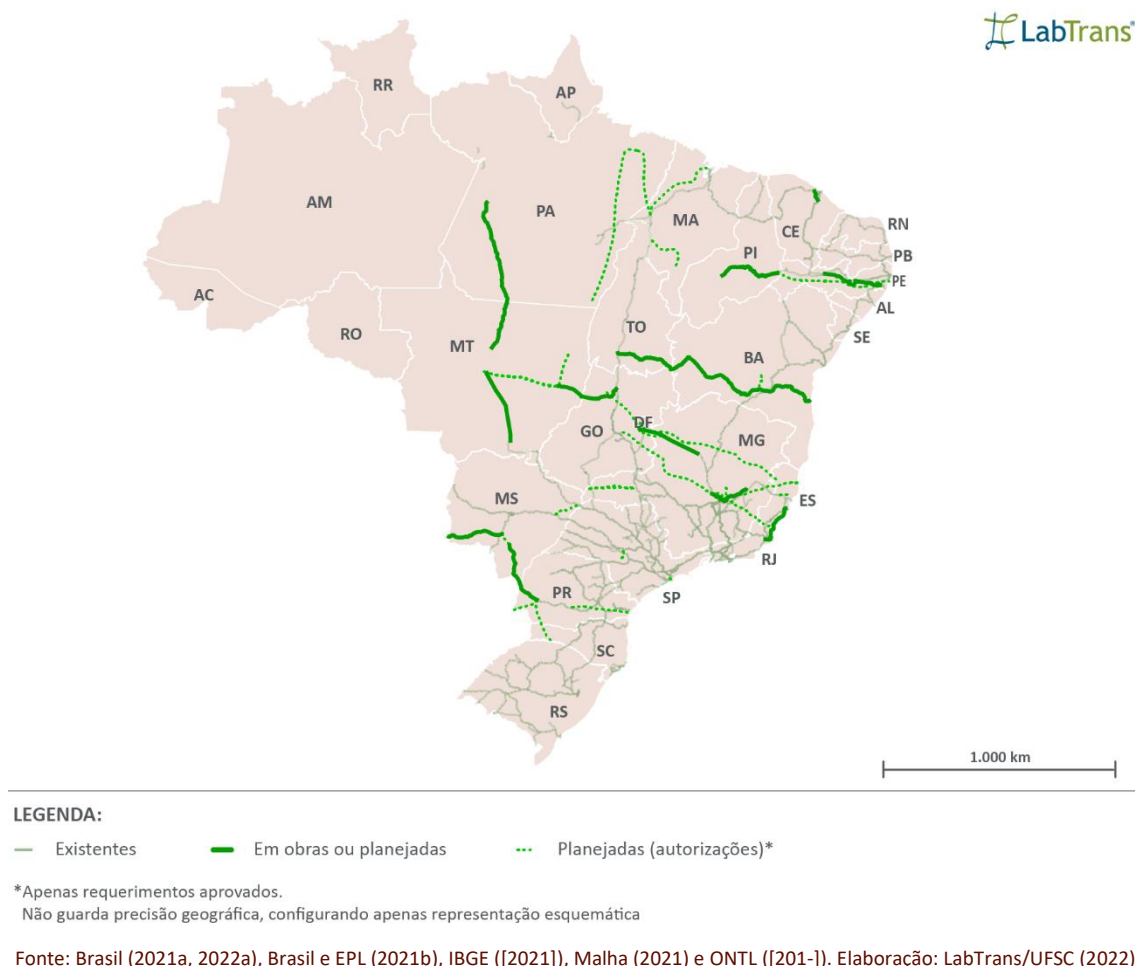 LabTrans®
RR
AP
AM
PA
MA
CE
RN
PB
PI
PE
AL
AC
SE
TO
RO
BA
MT
DF
GO
MG
MS
ES
RJ
PR
SP
SC
RS
1.000 km
LEGENDA:
Existentes
Em obras ou planejadas
Planejadas (autorizações)*
*Apenas requerimentos aprovados.
Não guarda precisão geográfica, configurando apenas representação esquemática
Fonte: Brasil (2021a, 2022a), Brasil e EPL (2021b), IBGE ([2021]), Malha (2021) e ONTL ([201-]). Elaboração: LabTrans/UFSC (2022)